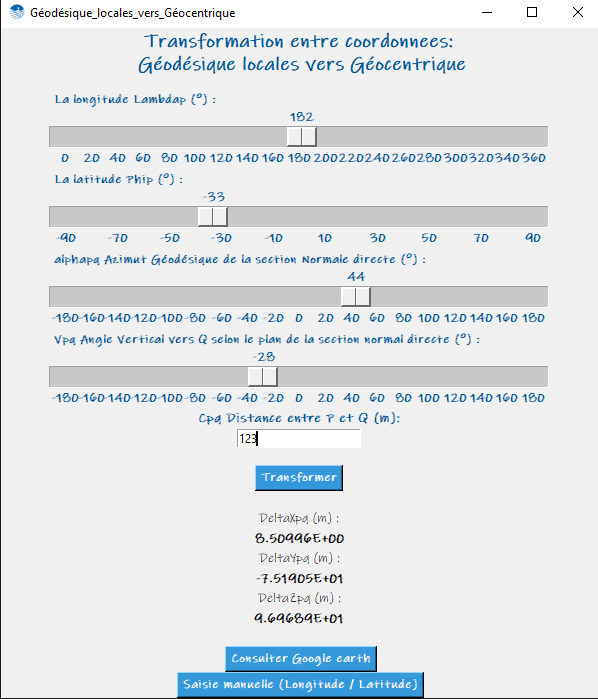 Géodésique_locales_vers_Géocentrique
Transformation entre coordonnees:
Géodésique locales vers Géocentrique
La longitude Lambdap (°) :
182
0 20 40 60 80 100 120 140 160 180 200 220 240 260 280 300 320 340 360
La latitude Phip (°) :
-33
-90 -70 -50 -30 -10 10 30 50 70 90
alphapq Azimut Géodésique de la section Normale directe (°) :
44
-180 -160 -140 -120 -100 -80 -60 -40 -20 0 20 40 60 80 100 120 140 160 180
Vpq Angle Vertical vers Q selon le plan de la section normal directe (°) :
-28
-180 -160 -140 -120 -100 -80 -60 -40 -20 0 20 40 60 80 100 120 140 160 180
Cpq Distance entre P et Q (m):
123
Transformer
DeltaXpq (m) :
8.50996E+00
DeltaYpq (m) :
-7.51905E+01
DeltaZpq (m) :
9.69689E+01
Consulter Google earth
Saisie manuelle (Longitude / Latitude)